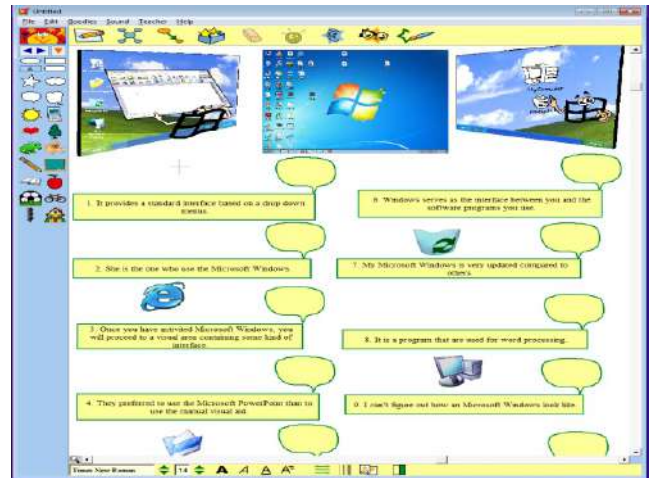 Untitled
File Edit Goodies Sound Teacher Help
1. It provides a standard interface based on a drop down
menus.
6. Windows serves as the interface between you and the
software programs you use.
2. She is the one who use the Microsoft Windows.
7. My Microsoft Windows is very updated compared to
others.
3. Once you have activited Microsoft Windows, you
will proceed to a visual area containing some kind of
interface.
8. It is a program that are used for word processing.
4. They preferred to use the Microsoft PowerPoint than to
use the manual visual aid.
9. I can't figure out how an Microsoft Windows look like.
Times New Roman 14 A A A A